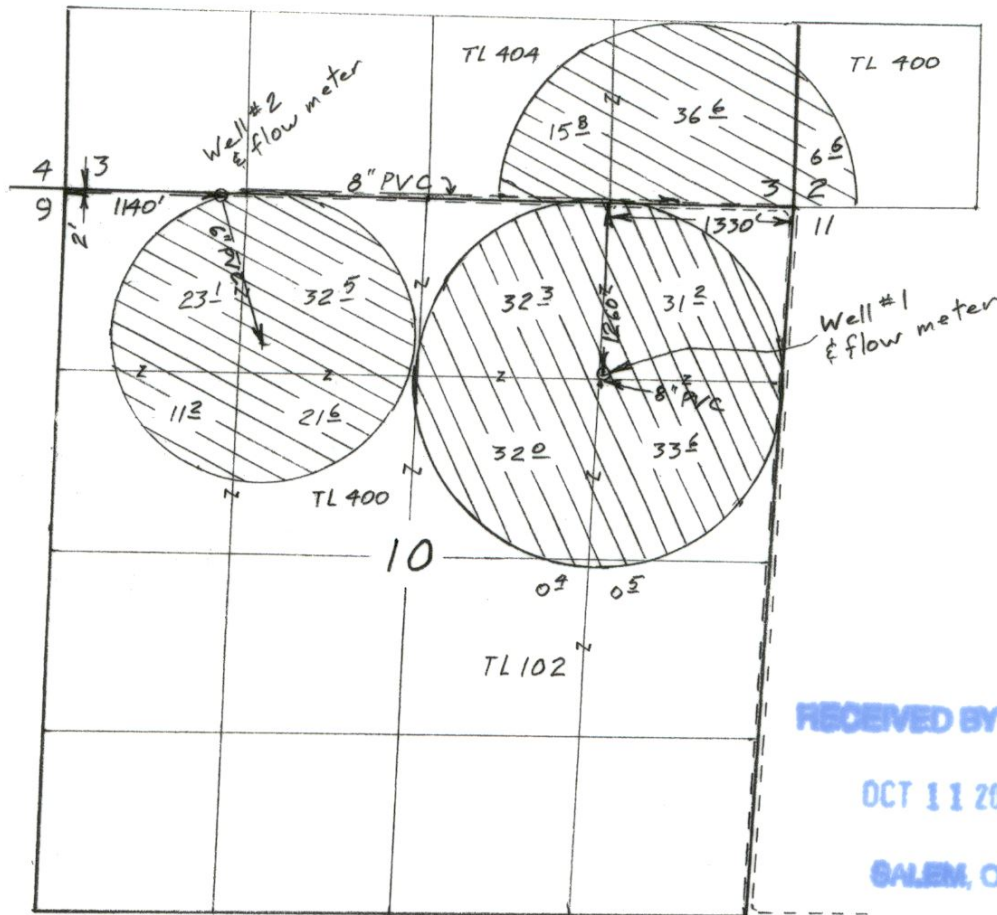 TL 404
TL 400
15 8
36 6
6 6
Well #2
& flow meter
4
3
8" PVC
3
2
9
1140'
1330'
11
2'
23 1
32 5
32 3
1260'
31 2
Well #1
& flow meter
8" PVC
11 2
21 6
32 0
33 6
TL 400
10
0 4
0 5
TL 102
RECEIVED BY
OCT 11 20
SALEM, O